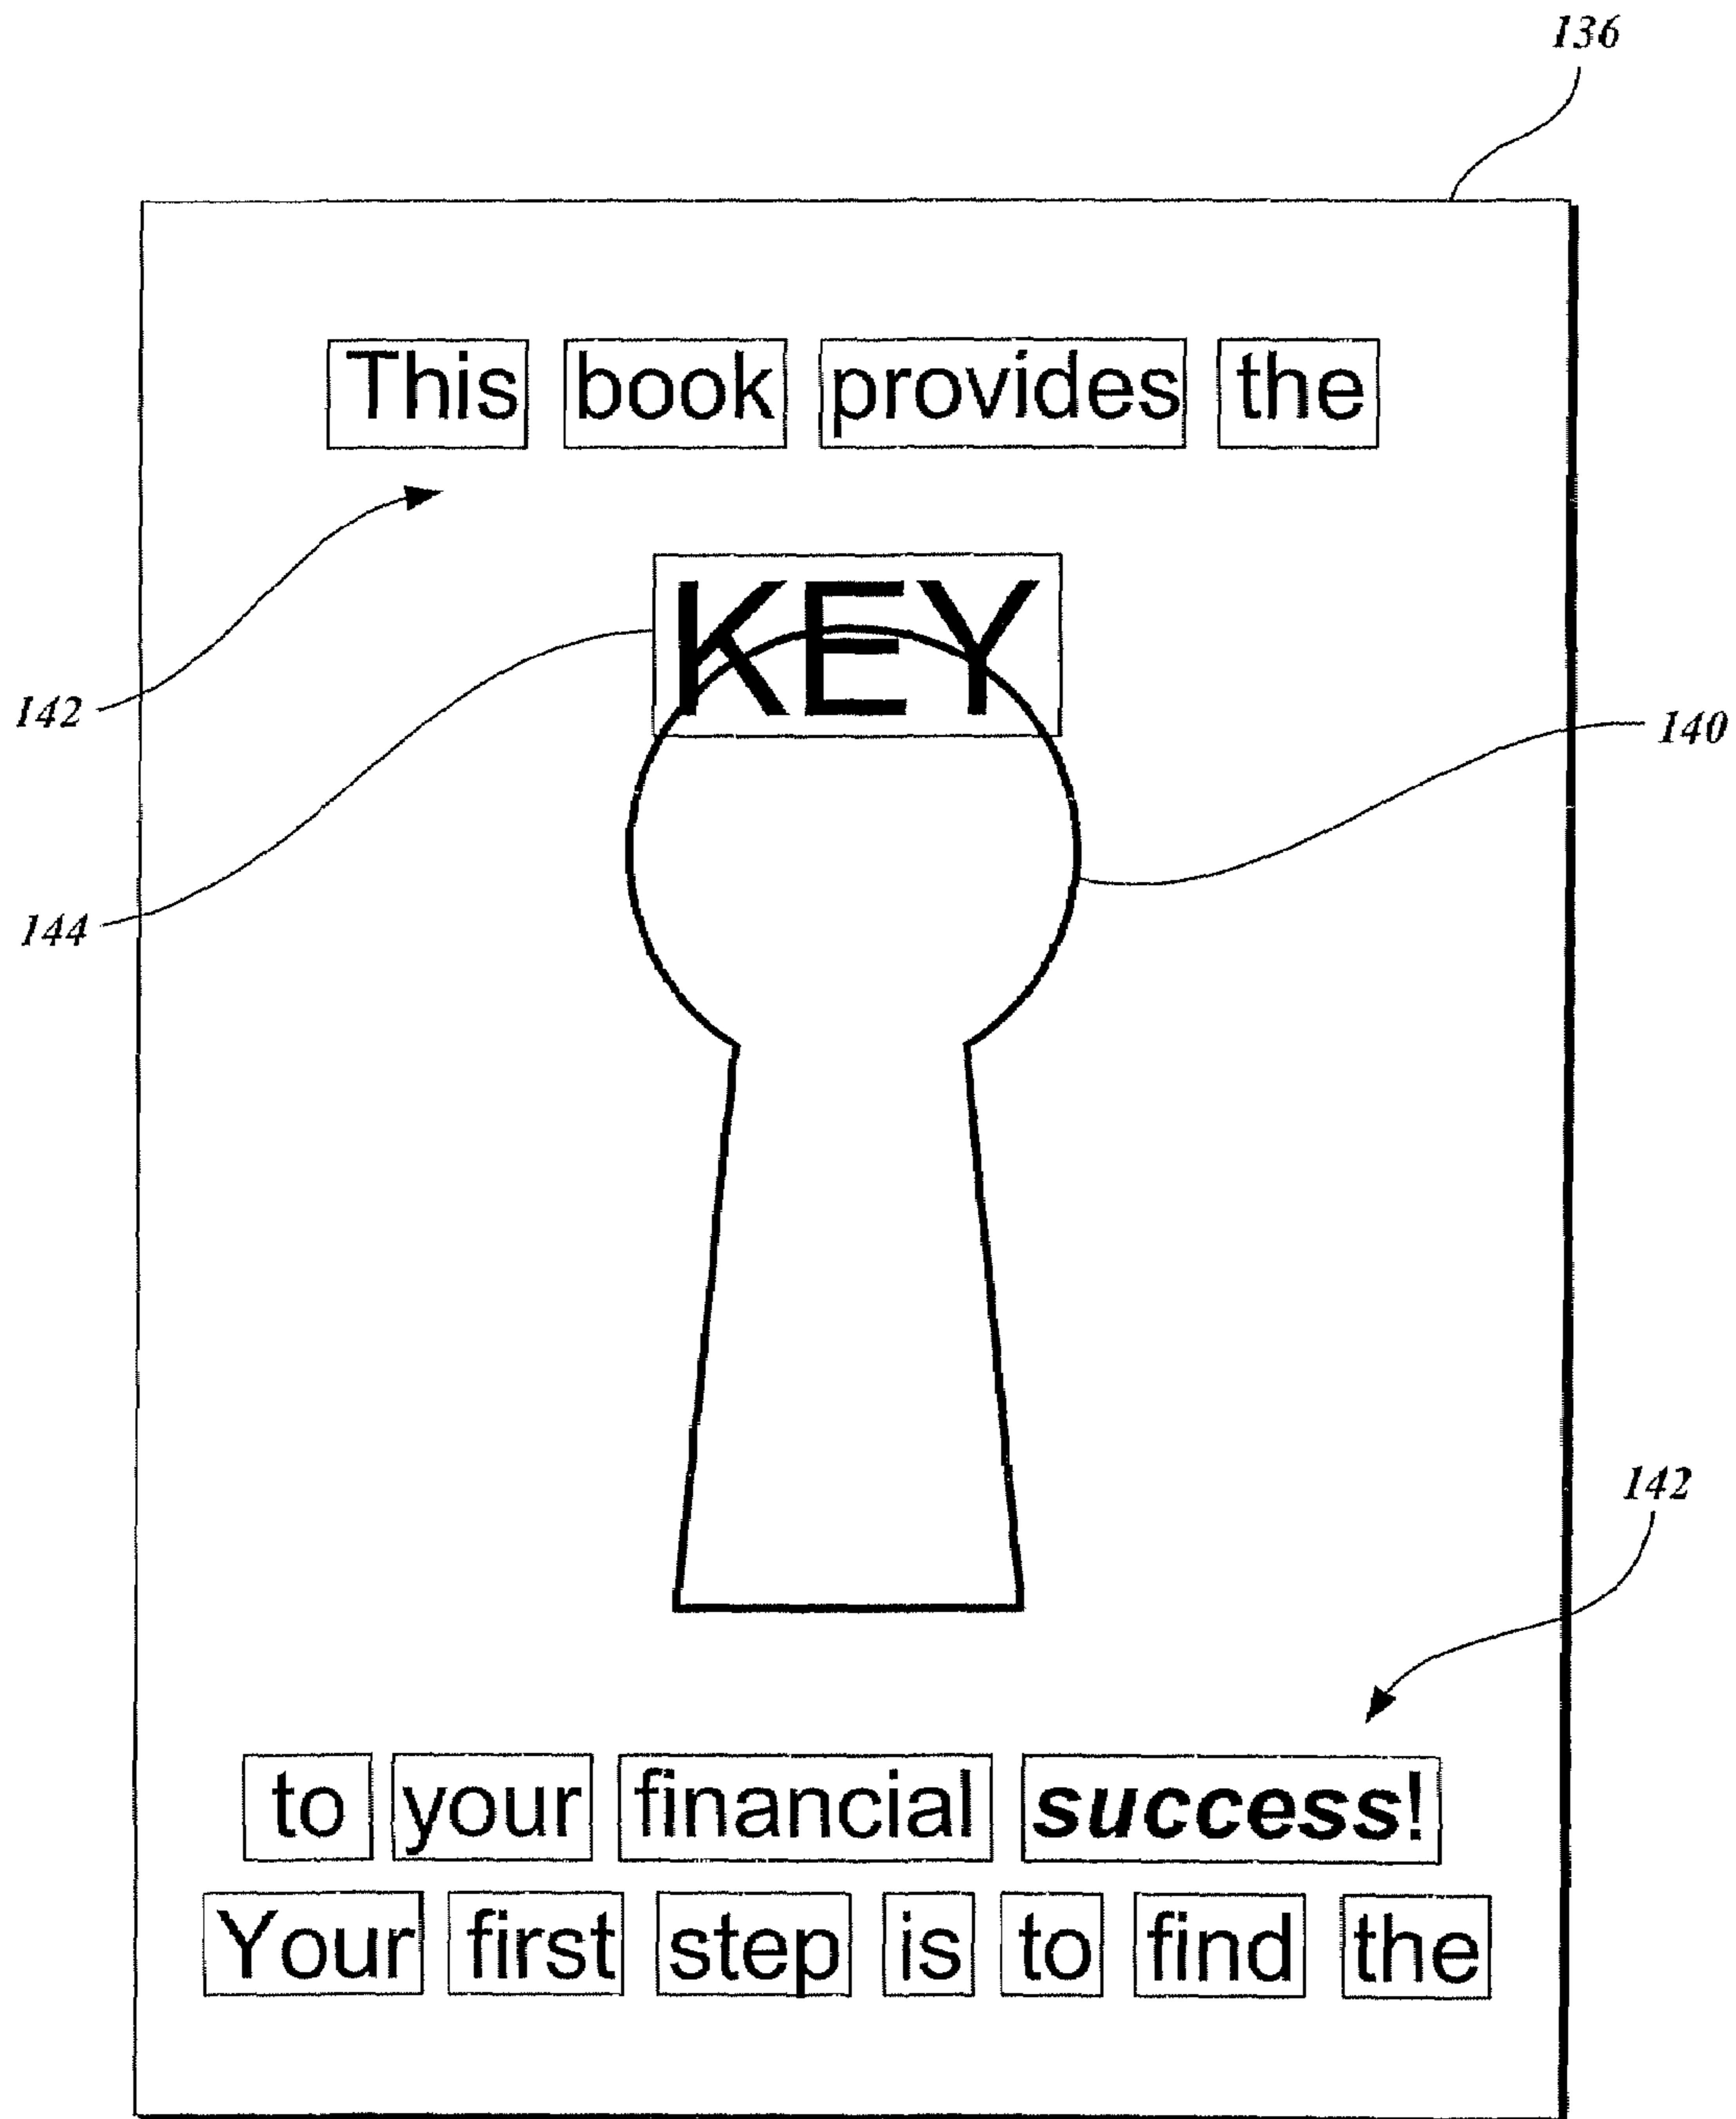 136
This book provides the
KEY
142
140
144
142
to your financial success!
Your first step is to find the